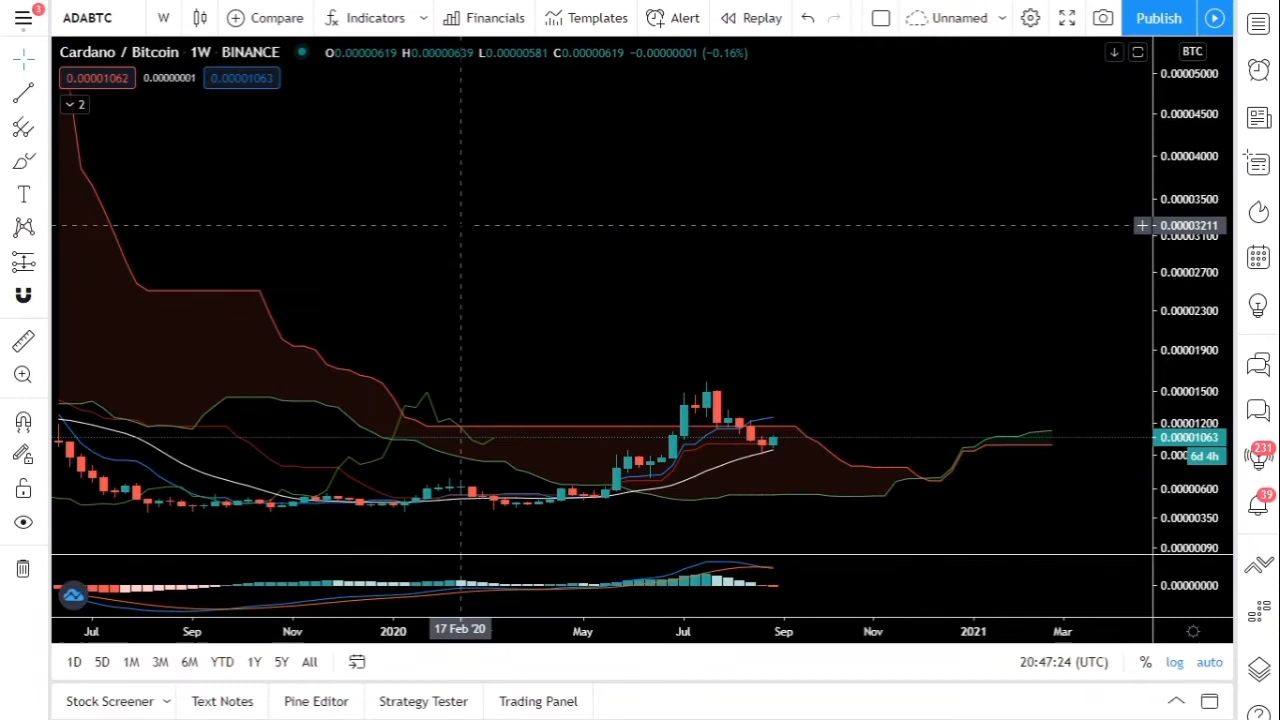 3
ADABTC W Compare Indicators Financials Templates Alert Replay Unnamed Publish
Cardano / Bitcoin · 1W · BINANCE O0.00000619 H0.00000639 L0.00000581 C0.00000619 −0.00000001 (−0.16%)
BTC
0.00001062 0.00000001 0.00001063
2
0.00005000
0.00004500
0.00004000
0.00003500
0.00003211
0.00003100
0.00002700
0.00002300
0.00001900
0.00001500
0.00001200
0.00001063
6d 4h
0.00000600
0.00000350
0.00000090
0.00000000
231
39
Jul Sep Nov 2020 17 Feb '20 May Jul Sep Nov 2021 Mar
1D 5D 1M 3M 6M YTD 1Y 5Y All 20:47:24 (UTC) % log auto
Stock Screener Text Notes Pine Editor Strategy Tester Trading Panel